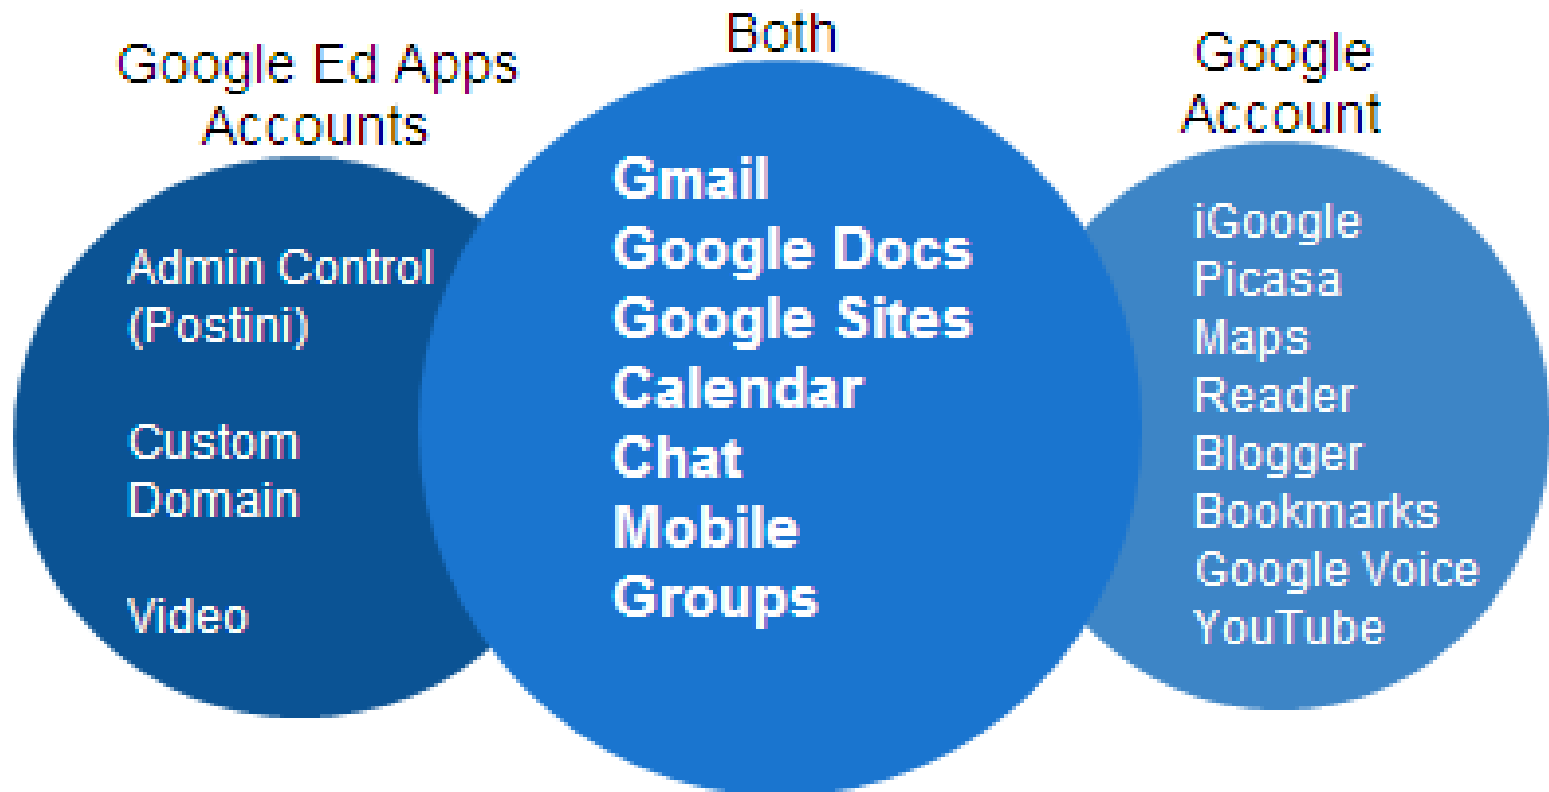 Google Ed Apps
Accounts
Admin Control
(Postini)
Custom
Domain
Video
Both
Gmail
Google Docs
Google Sites
Calendar
Chat
Mobile
Groups
Google
Account
iGoogle
Picasa
Maps
Reader
Blogger
Bookmarks
Google Voice
YouTube